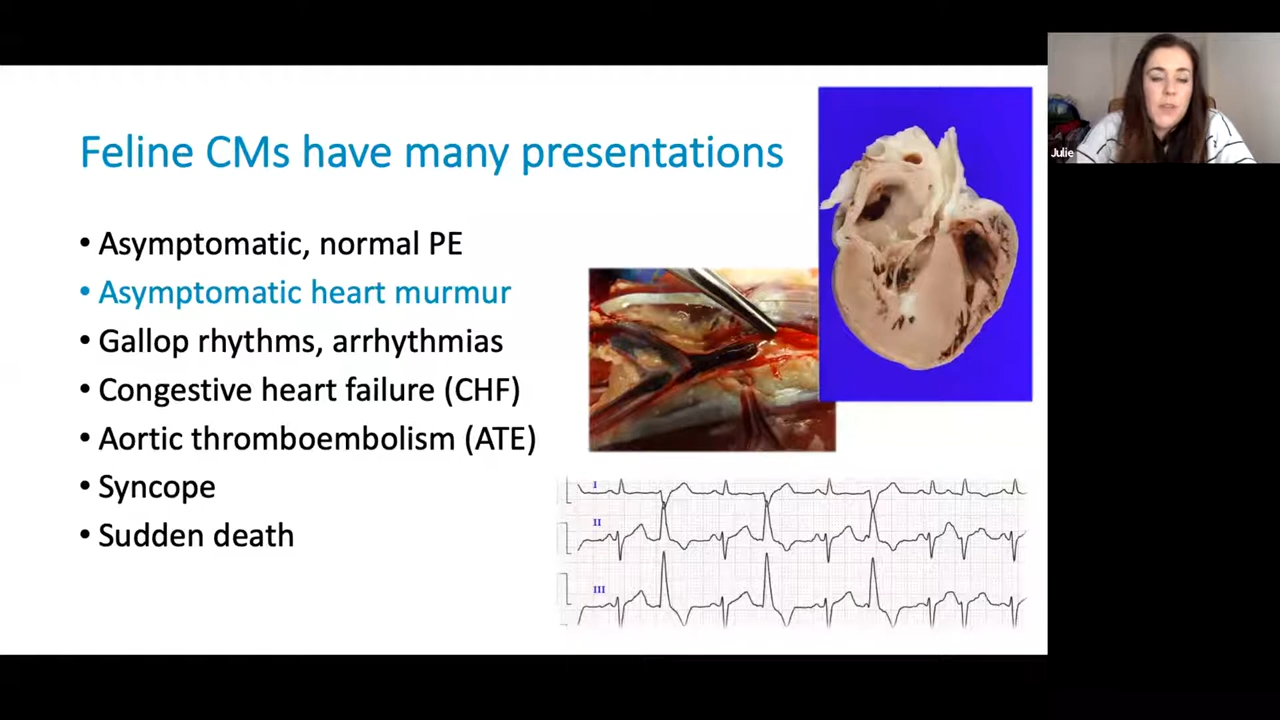 Feline CMs have many presentations
• Asymptomatic, normal PE
• Asymptomatic heart murmur
• Gallop rhythms, arrhythmias
• Congestive heart failure (CHF)
• Aortic thromboembolism (ATE)
• Syncope
• Sudden death
I
II
III
Julie